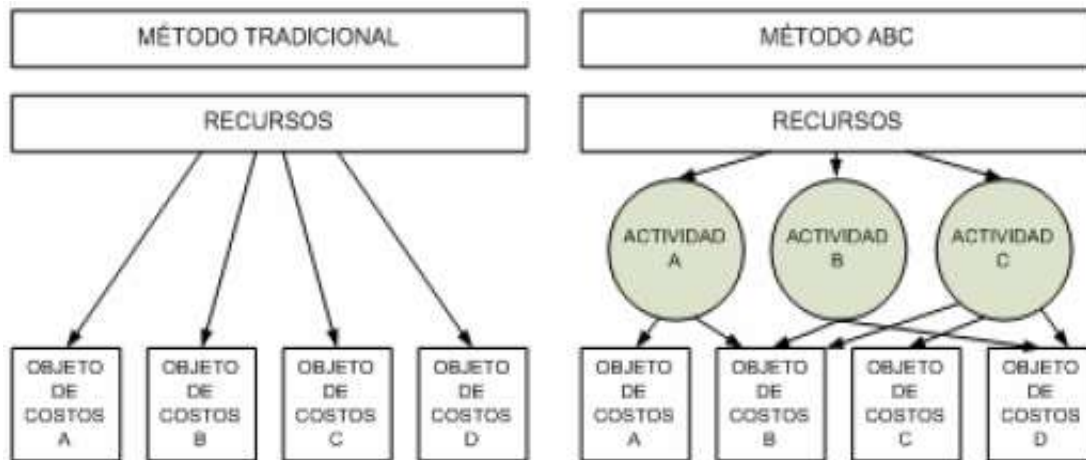 MÉTODO TRADICIONAL
RECURSOS
OBJETO
DE
COSTOS
A
OBJETO
DE
COSTOS
B
OBJETO
DE
COSTOS
C
OBJETO
DE
COSTOS
D
MÉTODO ABC
RECURSOS
ACTIVIDAD
A
ACTIVIDAD
B
ACTIVIDAD
C
OBJETO
DE
COSTOS
A
OBJETO
DE
COSTOS
B
OBJETO
DE
COSTOS
C
OBJETO
DE
COSTOS
D